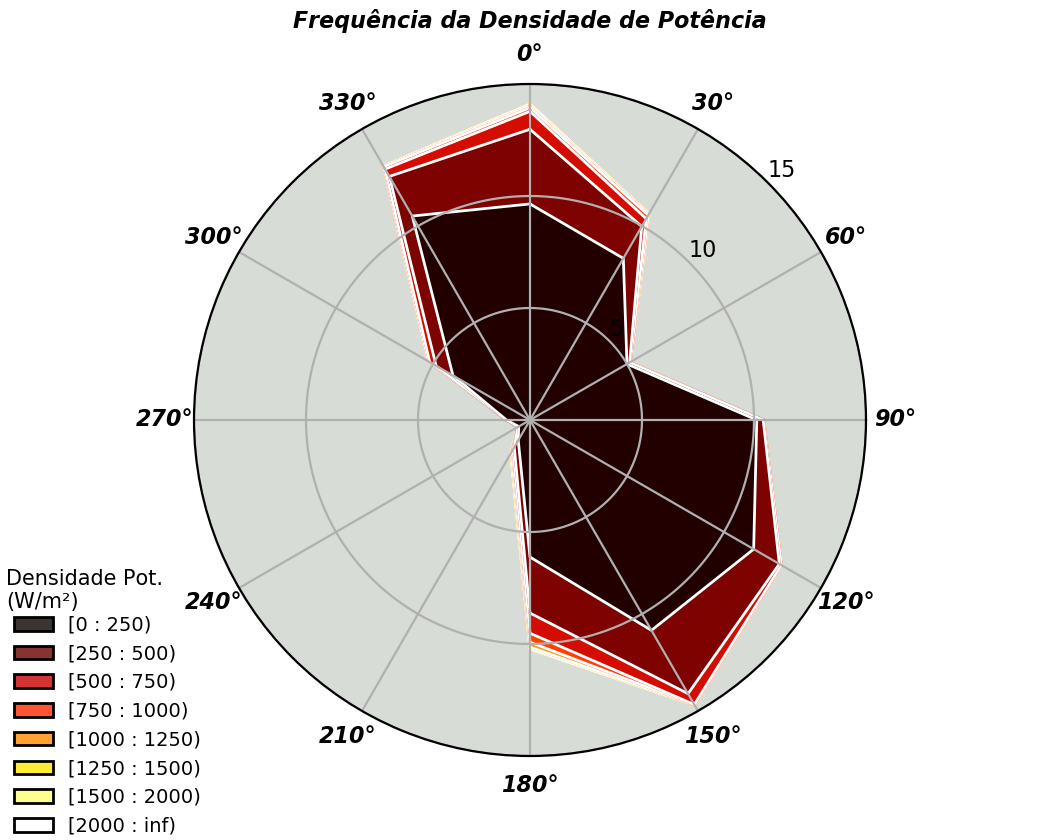 Frequência da Densidade de Potência
0°
330°
30°
15
300°
60°
10
5
270°
90°
Densidade Pot.
(W/m²)
240°
120°
[0 : 250)
[250 : 500)
[500 : 750)
[750 : 1000)
210°
150°
[1000 : 1250)
[1250 : 1500)
180°
[1500 : 2000)
[2000 : inf)